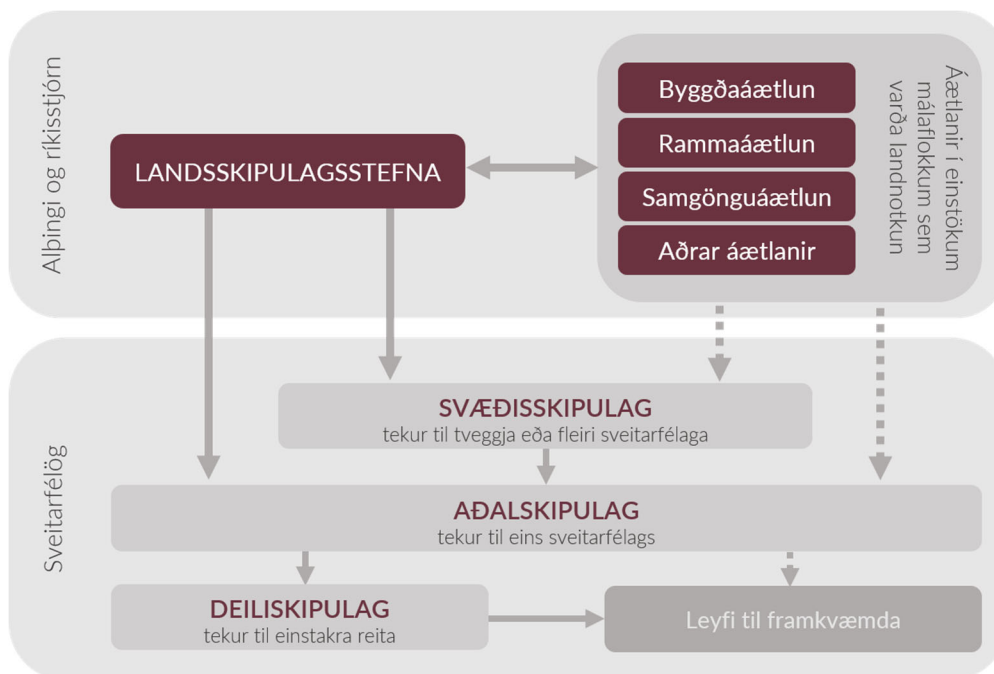 Alþingi og ríkisstjórn
LANDSSKIPULAGSSTEFNA
Byggðaáætlun
Rammaáætlun
Samgönguáætlun
Aðrar áætlanir
Áætlanir í einstökum
málaflokkum sem
varða landnotkun
Sveitarfélög
SVÆÐISSKIPULAG
tekur til tveggja eða fleiri sveitarfélaga
AÐALSKIPULAG
tekur til eins sveitarfélags
DEILISKIPULAG
tekur til einstakra reita
Leyfi til framkvæmda